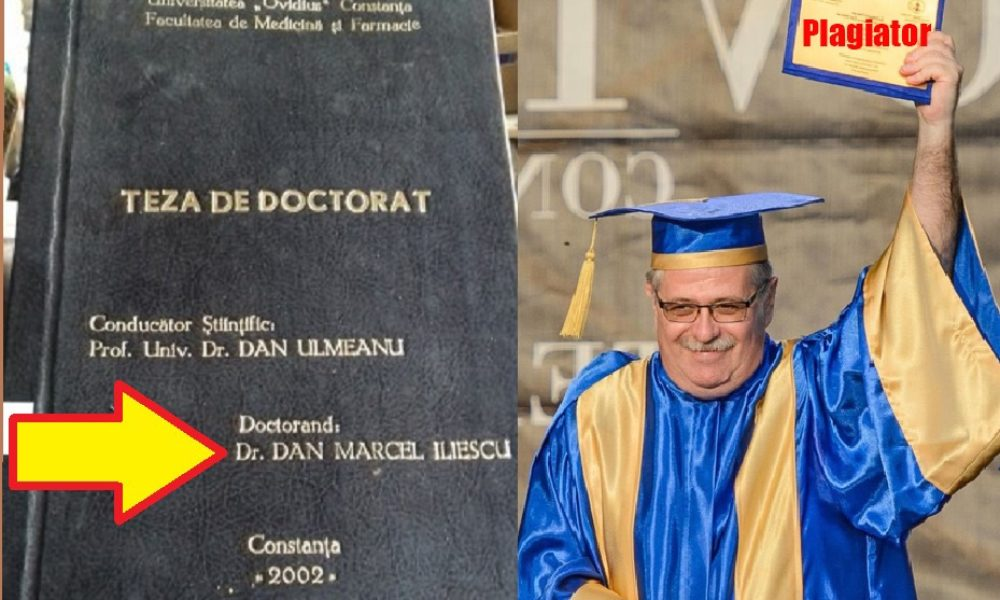 Universitatea „Ovidius” Constanța
Facultatea de Medicină și Farmacie
TEZA DE DOCTORAT
Conducător Științific:
Prof. Univ. Dr. DAN ULMEANU
Doctorand:
Dr. DAN MARCEL ILIESCU
Constanța
- 2002 -
Plagiator